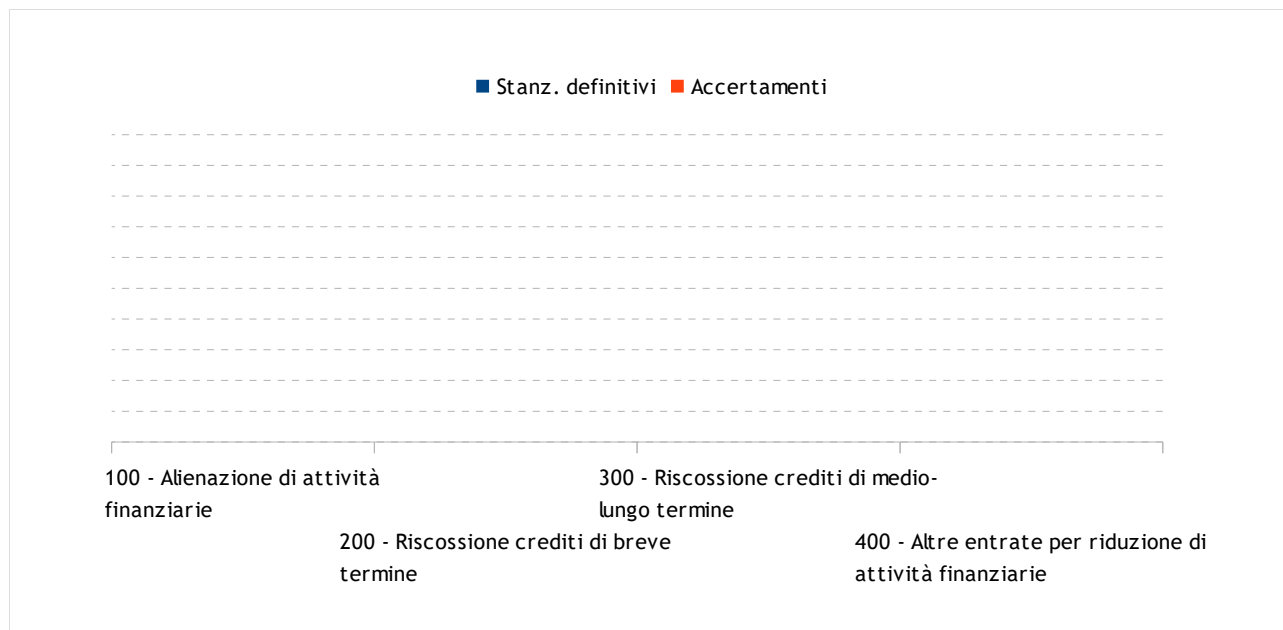 Stanz. definitivi Accertamenti
100 - Alienazione di attività
finanziarie
200 - Riscossione crediti di breve
termine
300 - Riscossione crediti di medio-
lungo termine
400 - Altre entrate per riduzione di
attività finanziarie